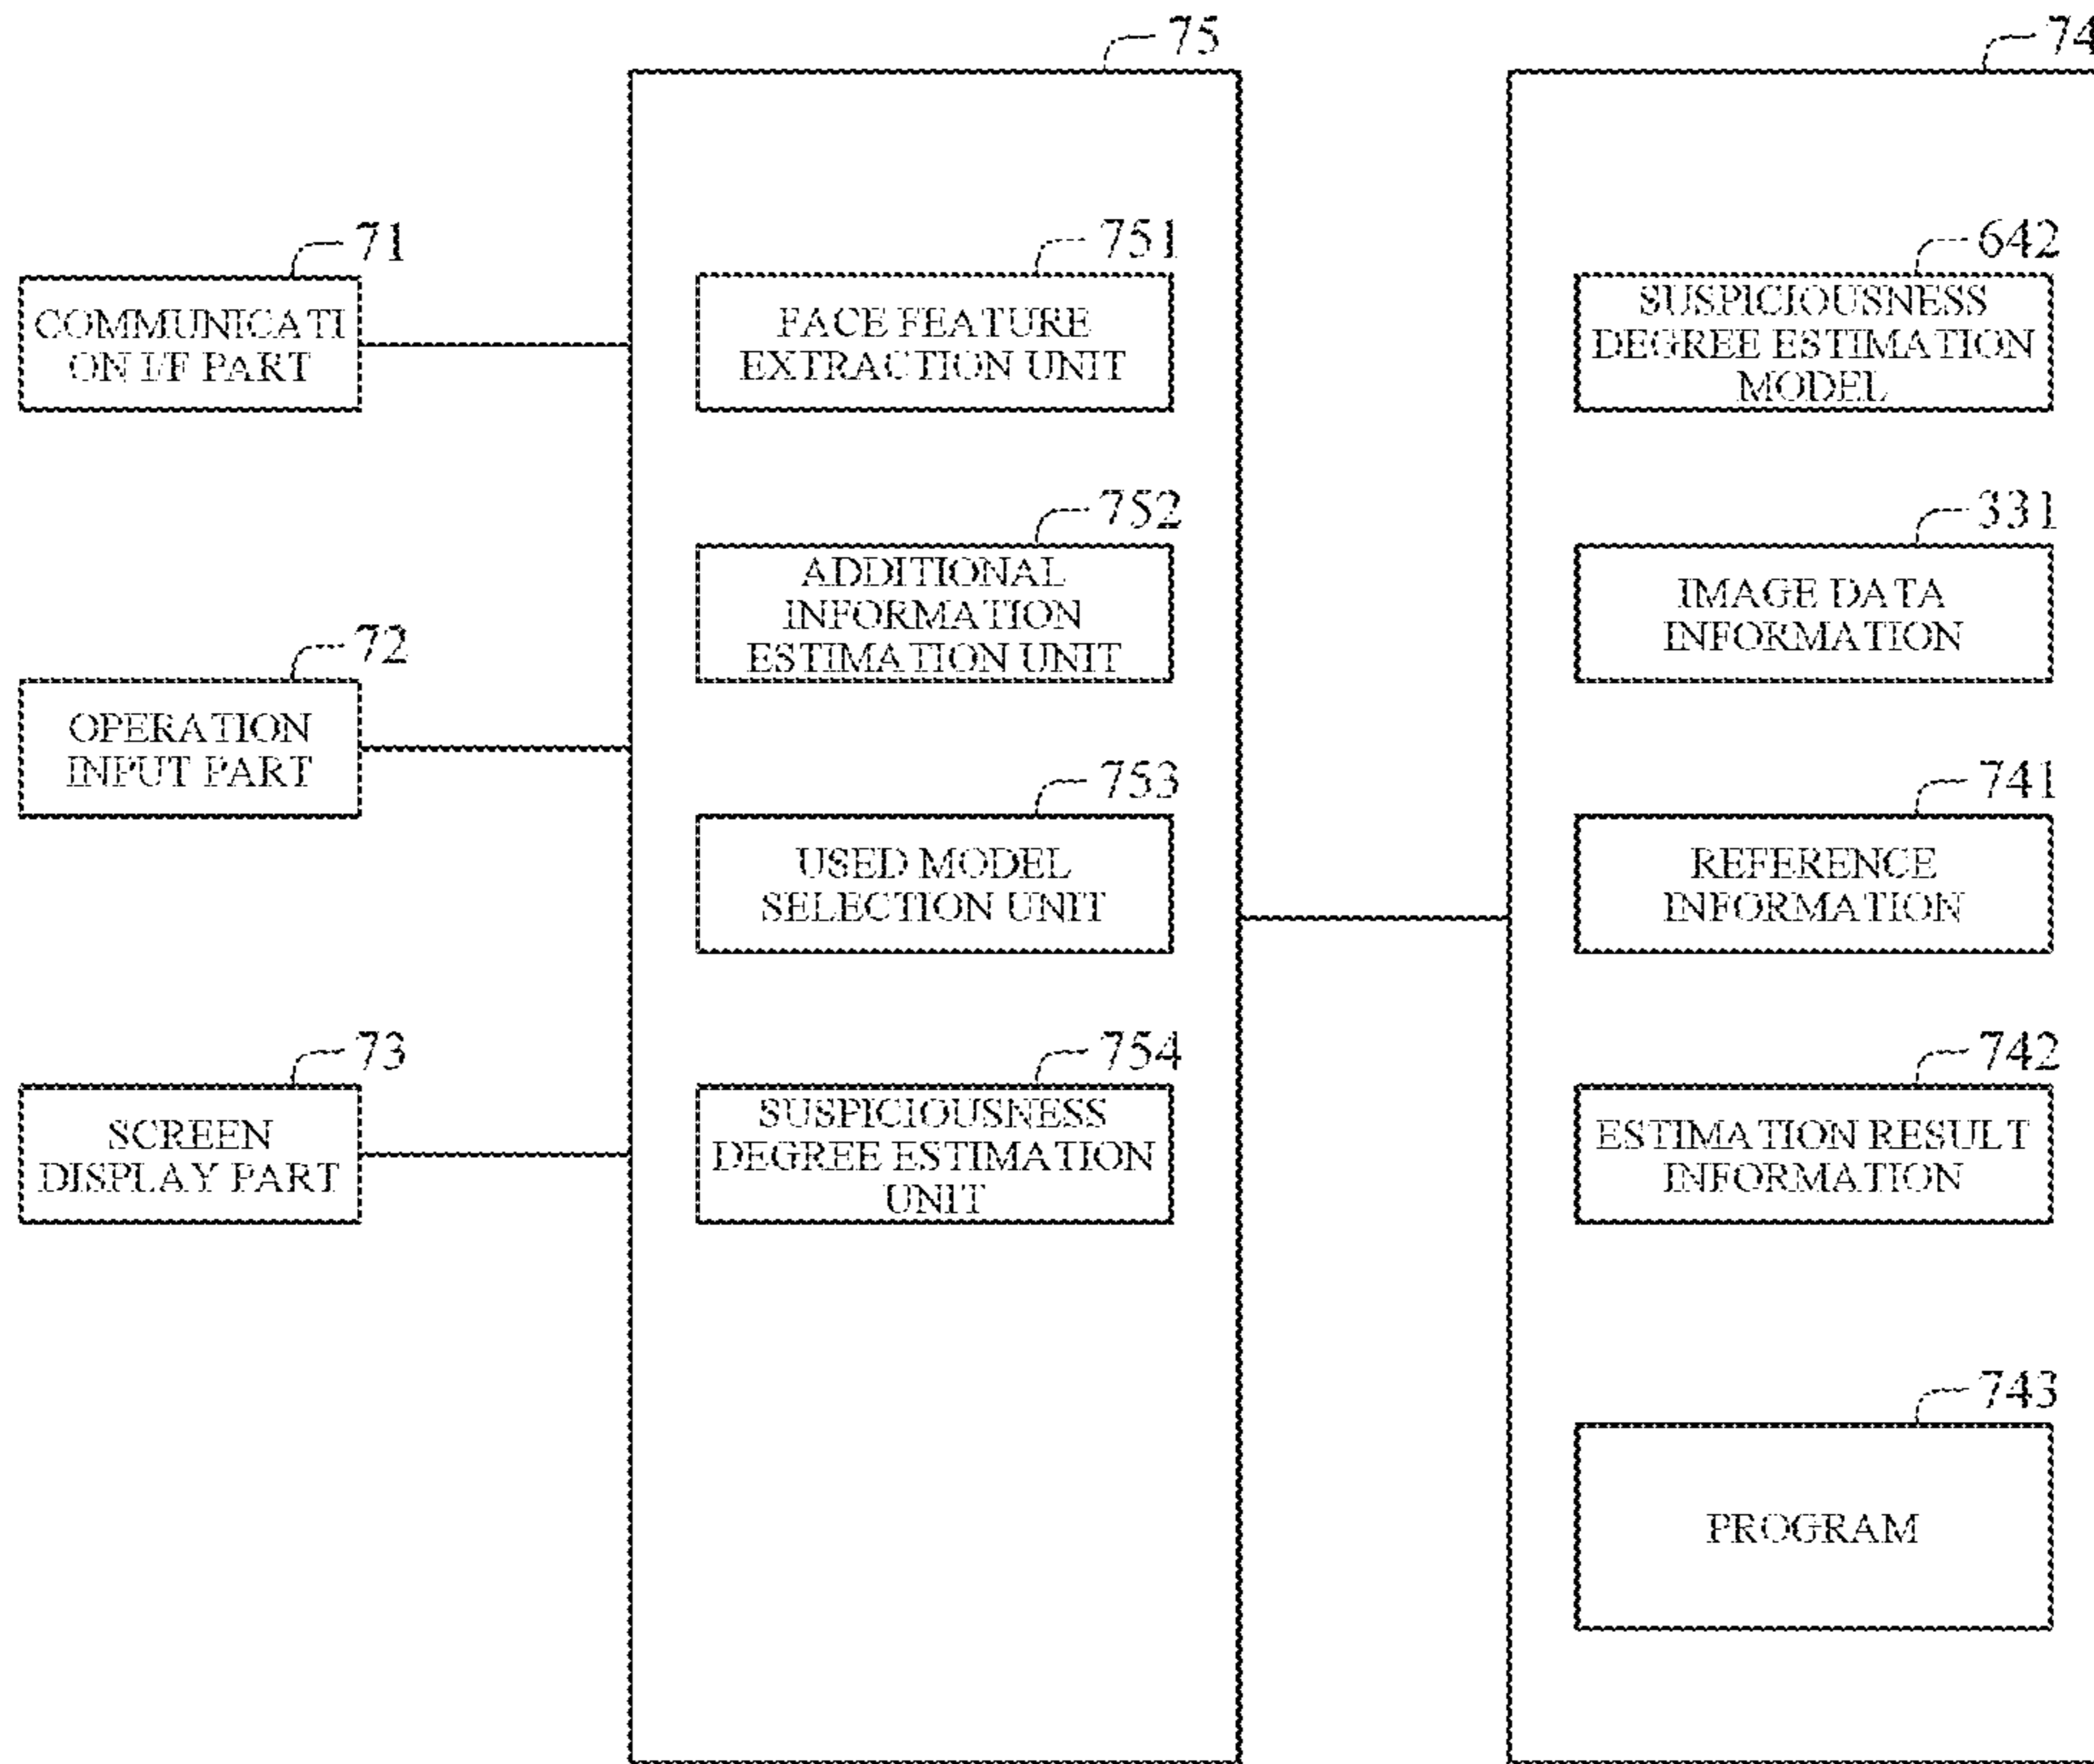 75
74
71
COMMUNICATI
ON I/F PART
751
FACE FEATURE
EXTRACTION UNIT
642
SUSPICIOUSNESS
DEGREE ESTIMATION
MODEL
752
ADDITIONAL
INFORMATION
ESTIMATION UNIT
331
IMAGE DATA
INFORMATION
72
OPERATION
INPUT PART
753
USED MODEL
SELECTION UNIT
741
REFERENCE
INFORMATION
73
SCREEN
DISPLAY PART
754
SUSPICIOUSNESS
DEGREE ESTIMATION
UNIT
742
ESTIMATION RESULT
INFORMATION
743
PROGRAM